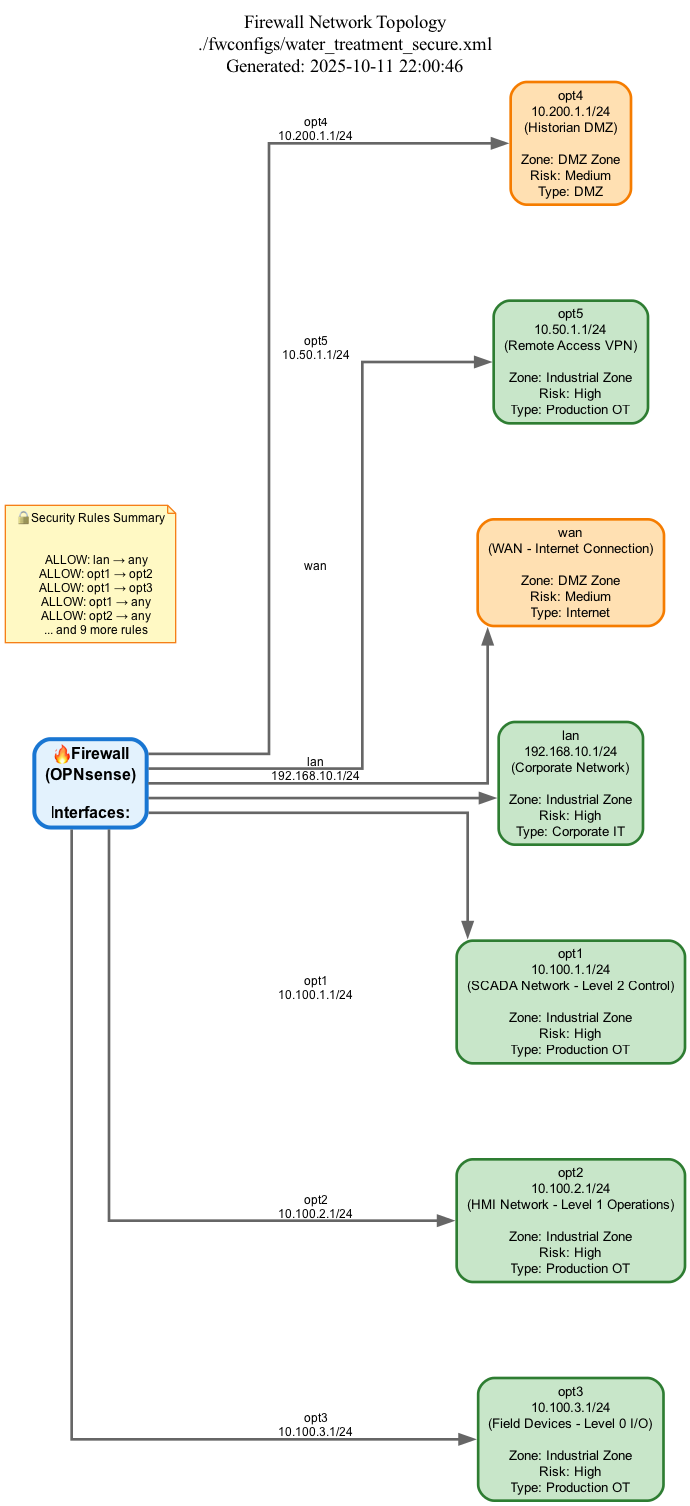 Firewall Network Topology
./fwconfigs/water_treatment_secure.xml
Generated: 2025-10-11 22:00:46
opt4
10.200.1.1/24
(Historian DMZ)
Zone: DMZ Zone
Risk: Medium
Type: DMZ
opt4
10.200.1.1/24
opt5
10.50.1.1/24
(Remote Access VPN)
Zone: Industrial Zone
Risk: High
Type: Production OT
opt5
10.50.1.1/24
🔒Security Rules Summary
ALLOW: lan → any
ALLOW: opt1 → opt2
ALLOW: opt1 → opt3
ALLOW: opt1 → any
ALLOW: opt2 → any
... and 9 more rules
wan
wan
(WAN - Internet Connection)
Zone: DMZ Zone
Risk: Medium
Type: Internet
🔥Firewall
(OPNsense)
Interfaces:
lan
192.168.10.1/24
lan
192.168.10.1/24
(Corporate Network)
Zone: Industrial Zone
Risk: High
Type: Corporate IT
opt1
10.100.1.1/24
opt1
10.100.1.1/24
(SCADA Network - Level 2 Control)
Zone: Industrial Zone
Risk: High
Type: Production OT
opt2
10.100.2.1/24
opt2
10.100.2.1/24
(HMI Network - Level 1 Operations)
Zone: Industrial Zone
Risk: High
Type: Production OT
opt3
10.100.3.1/24
opt3
10.100.3.1/24
(Field Devices - Level 0 I/O)
Zone: Industrial Zone
Risk: High
Type: Production OT